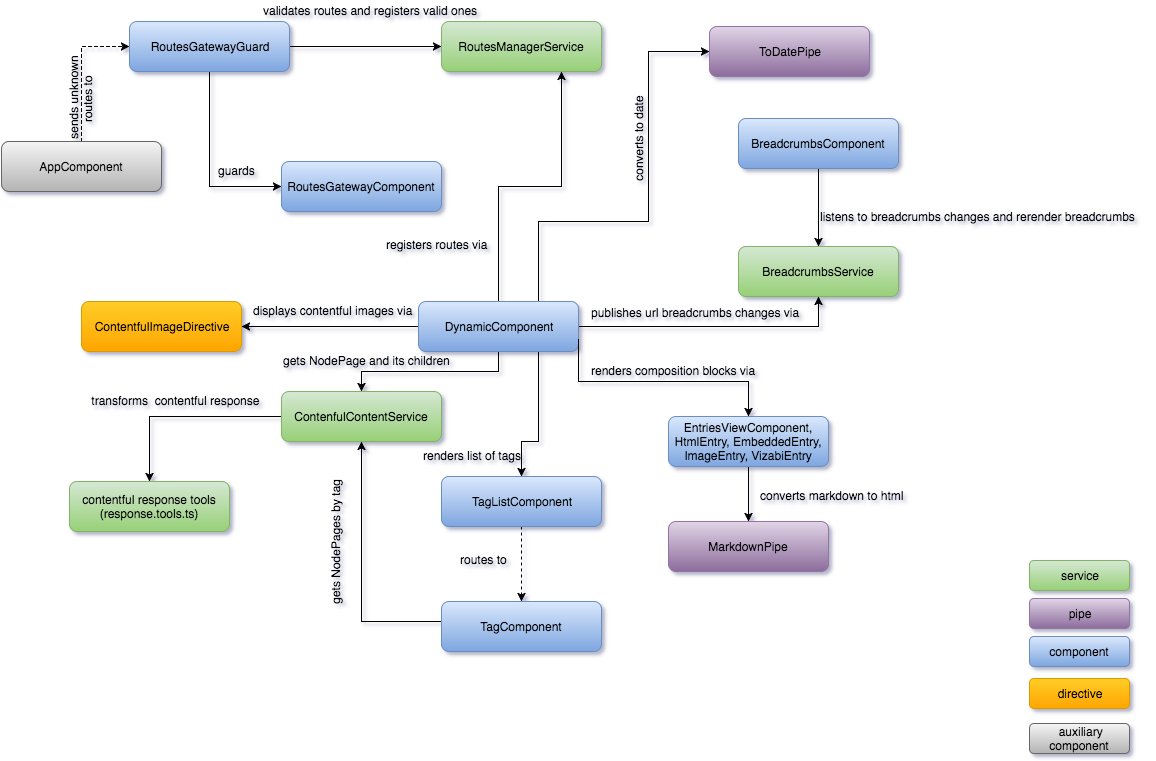 validates routes and registers valid ones
RoutesGatewayGuard
RoutesManagerService
ToDatePipe
sends unknown
routes to
converts to date
AppComponent
guards
RoutesGatewayComponent
BreadcrumbsComponent
listens to breadcrumbs changes and rerender breadcrumbs
registers routes via
BreadcrumbsService
ContentfulImageDirective
displays contentful images via
DynamicComponent
publishes url breadcrumbs changes via
gets NodePage and its children
renders composition blocks via
transforms contentful response
ContenfulContentService
EntriesViewComponent,
HtmlEntry, EmbeddedEntry,
ImageEntry, VizabiEntry
renders list of tags
contentful response tools
(response.tools.ts)
TagListComponent
converts markdown to html
gets NodePages by tag
routes to
MarkdownPipe
TagComponent
service
pipe
component
directive
auxiliary
component